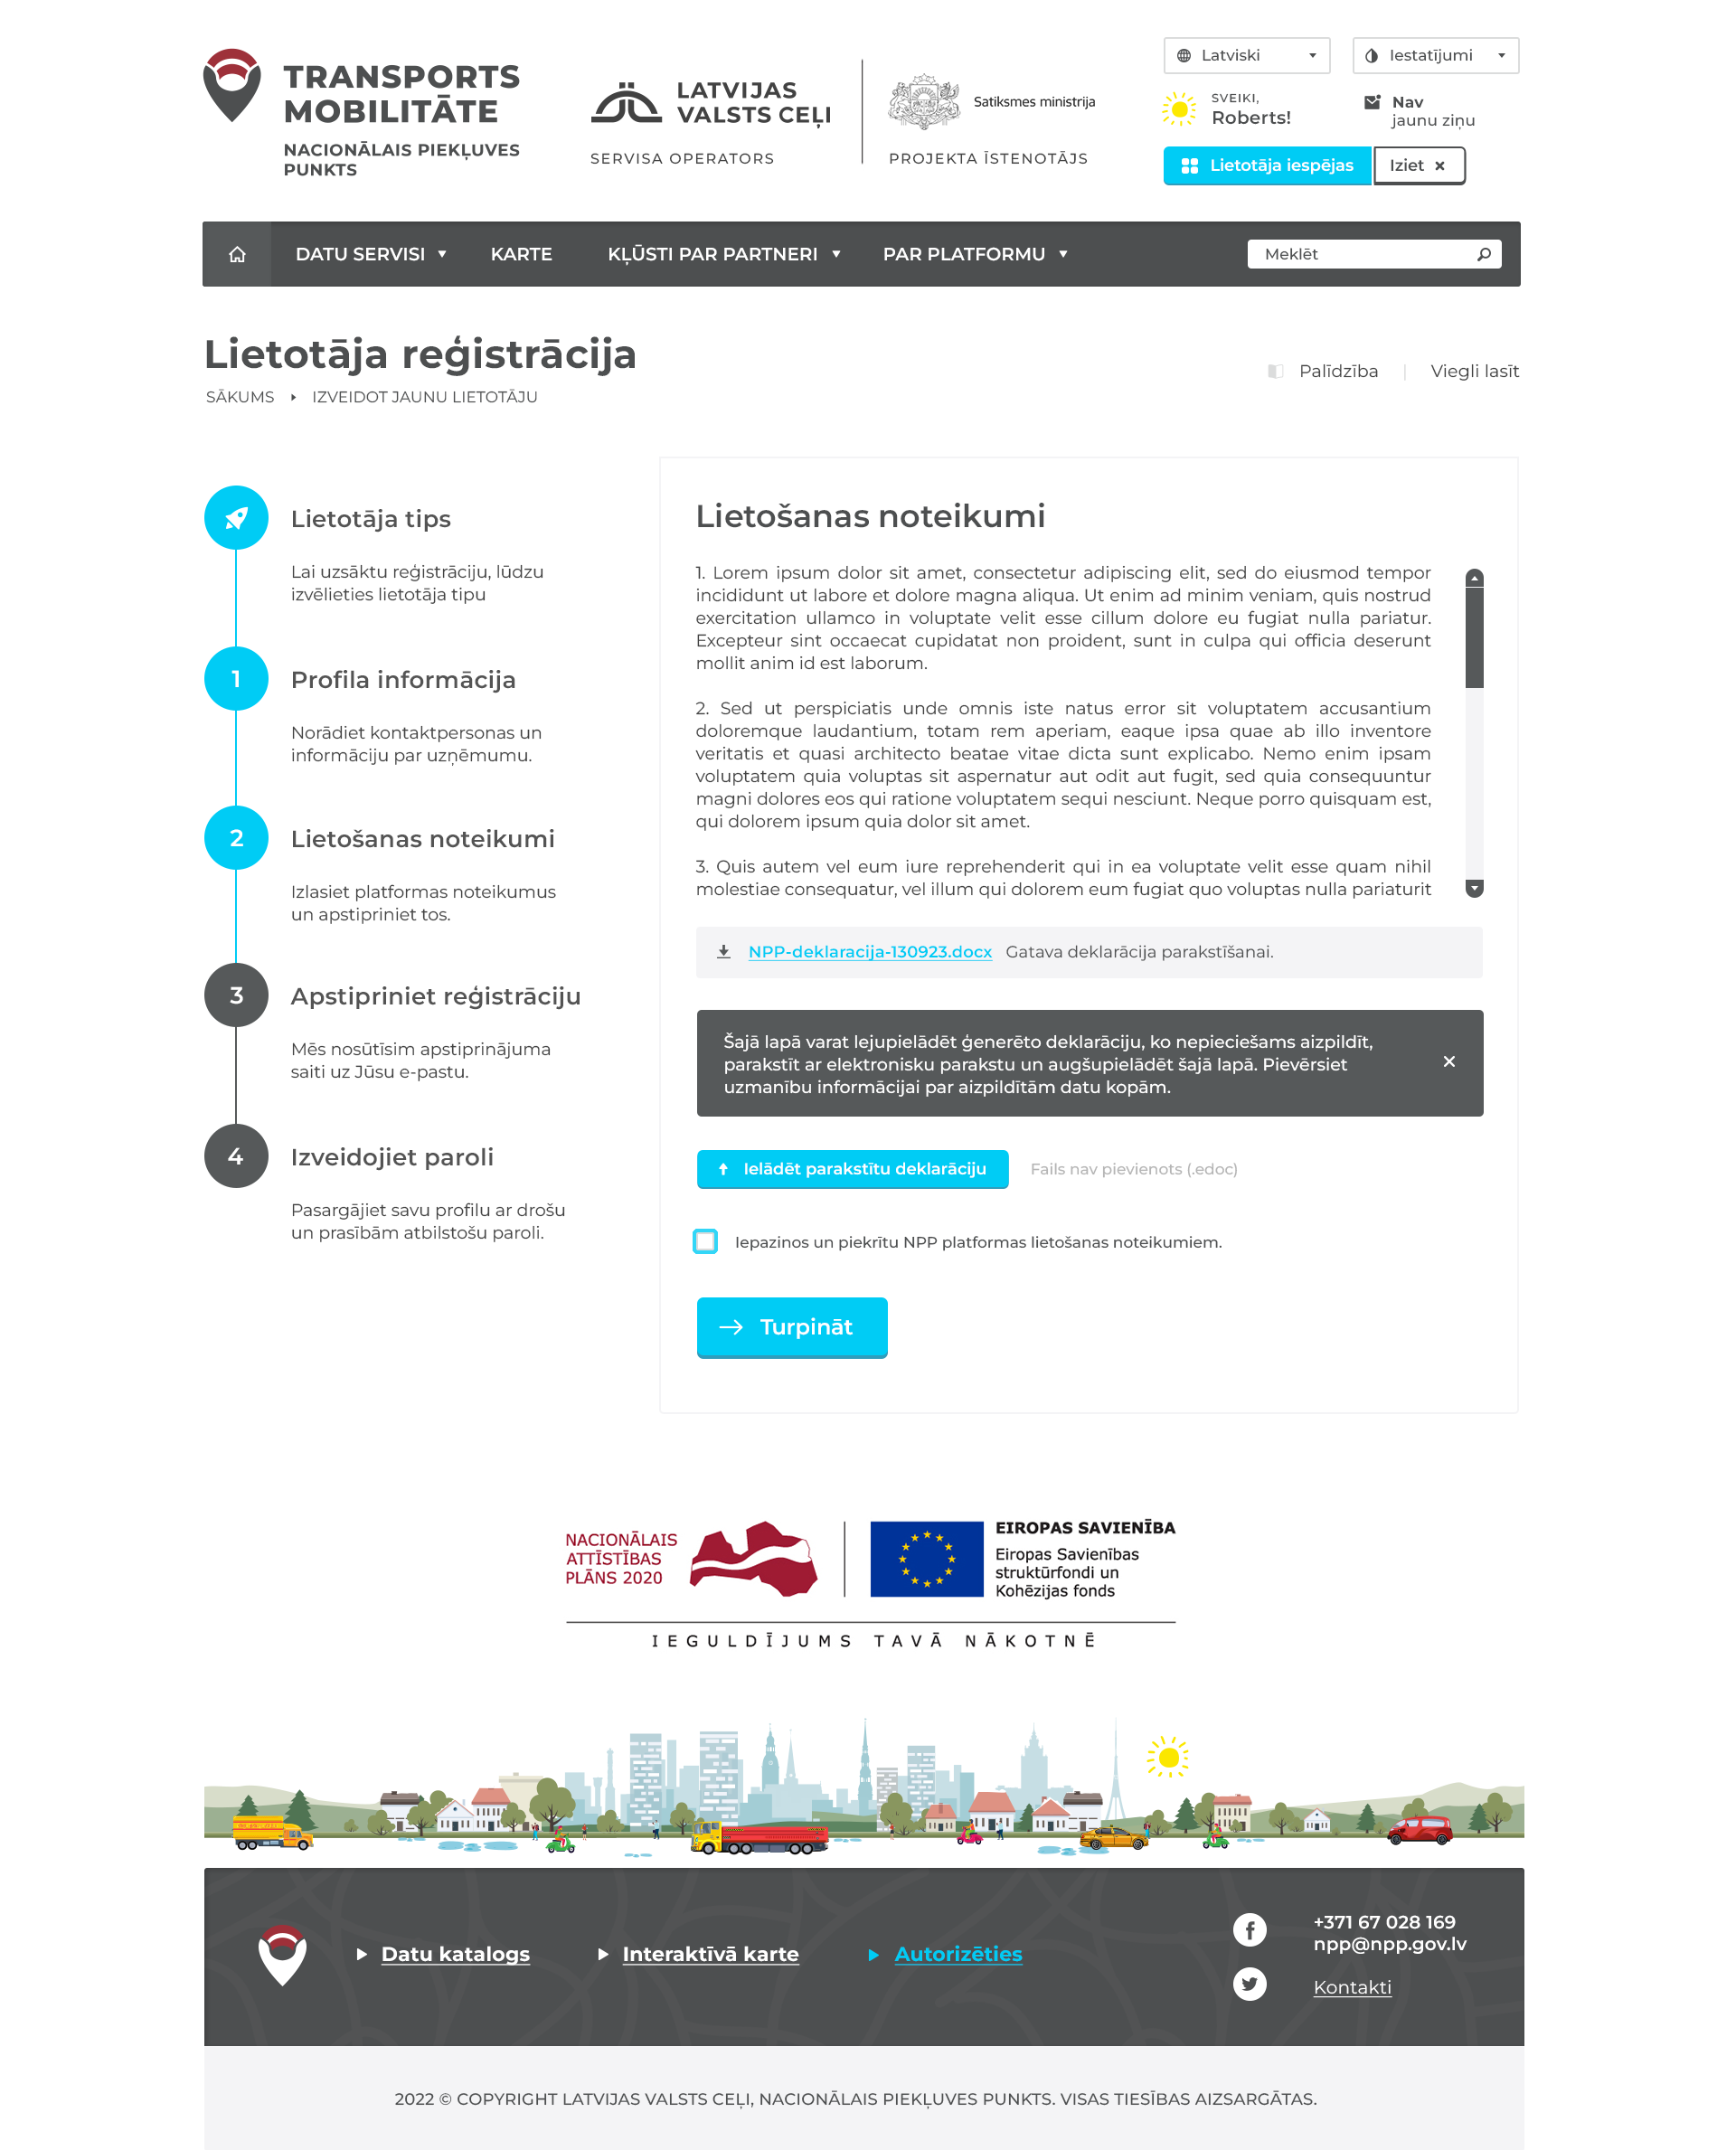 TRANSPORTS
MOBILITĀTE
NACIONĀLAIS PIEKĻUVES
PUNKTS
LATVIJAS
VALSTS CEĻI
SERVISA OPERATORS
Satiksmes ministrija
PROJEKTA ĪSTENOTĀJS
Latviski
Iestatījumi
SVEIKI,
Roberts!
Nav
jaunu ziņu
Lietotāja iespējas
Iziet
DATU SERVISI
KARTE
KĻŪSTI PAR PARTNERI
PAR PLATFORMU
Meklēt
Lietotāja reģistrācija
SĀKUMS
IZVEIDOT JAUNU LIETOTĀJU
Palīdzība
Viegli lasīt
Lietotāja tips
Lai uzsāktu reģistrāciju, lūdzu
izvēlieties lietotāja tipu
1
Profila informācija
Norādiet kontaktpersonas un
informāciju par uzņēmumu.
2
Lietošanas noteikumi
Izlasiet platformas noteikumus
un apstipriniet tos.
3
Apstipriniet reģistrāciju
Mēs nosūtīsim apstiprinājuma
saiti uz Jūsu e-pastu.
4
Izveidojiet paroli
Pasargājiet savu profilu ar drošu
un prasībām atbilstošu paroli.
Lietošanas noteikumi
1. Lorem ipsum dolor sit amet, consectetur adipiscing elit, sed do eiusmod tempor
incididunt ut labore et dolore magna aliqua. Ut enim ad minim veniam, quis nostrud
exercitation ullamco in voluptate velit esse cillum dolore eu fugiat nulla pariatur.
Excepteur sint occaecat cupidatat non proident, sunt in culpa qui officia deserunt
mollit anim id est laborum.
2. Sed ut perspiciatis unde omnis iste natus error sit voluptatem accusantium
doloremque laudantium, totam rem aperiam, eaque ipsa quae ab illo inventore
veritatis et quasi architecto beatae vitae dicta sunt explicabo. Nemo enim ipsam
voluptatem quia voluptas sit aspernatur aut odit aut fugit, sed quia consequuntur
magni dolores eos qui ratione voluptatem sequi nesciunt. Neque porro quisquam est,
qui dolorem ipsum quia dolor sit amet.
3. Quis autem vel eum iure reprehenderit qui in ea voluptate velit esse quam nihil
molestiae consequatur, vel illum qui dolorem eum fugiat quo voluptas nulla pariaturit
NPP-deklaracija-130923.docx Gatava deklarācija parakstīšanai.
Šajā lapā varat lejupielādēt ģenerēto deklarāciju, ko nepieciešams aizpildīt,
parakstīt ar elektronisku parakstu un augšupielādēt šajā lapā. Pievērsiet
uzmanību informācijai par aizpildītām datu kopām.
Ielādēt parakstītu deklarāciju
Fails nav pievienots (.edoc)
Iepazinos un piekrītu NPP platformas lietošanas noteikumiem.
Turpināt
NACIONĀLAIS
ATTĪSTĪBAS
PLĀNS 2020
EIROPAS SAVIENĪBA
Eiropas Savienības
struktūrfondi un
Kohēzijas fonds
IEGULDĪJUMS TAVĀ NĀKOTNĒ
Datu katalogs
Interaktīvā karte
Autorizēties
+371 67 028 169
npp@npp.gov.lv
Kontakti
2022 © COPYRIGHT LATVIJAS VALSTS CEĻI, NACIONĀLAIS PIEKĻUVES PUNKTS. VISAS TIESĪBAS AIZSARGĀTAS.